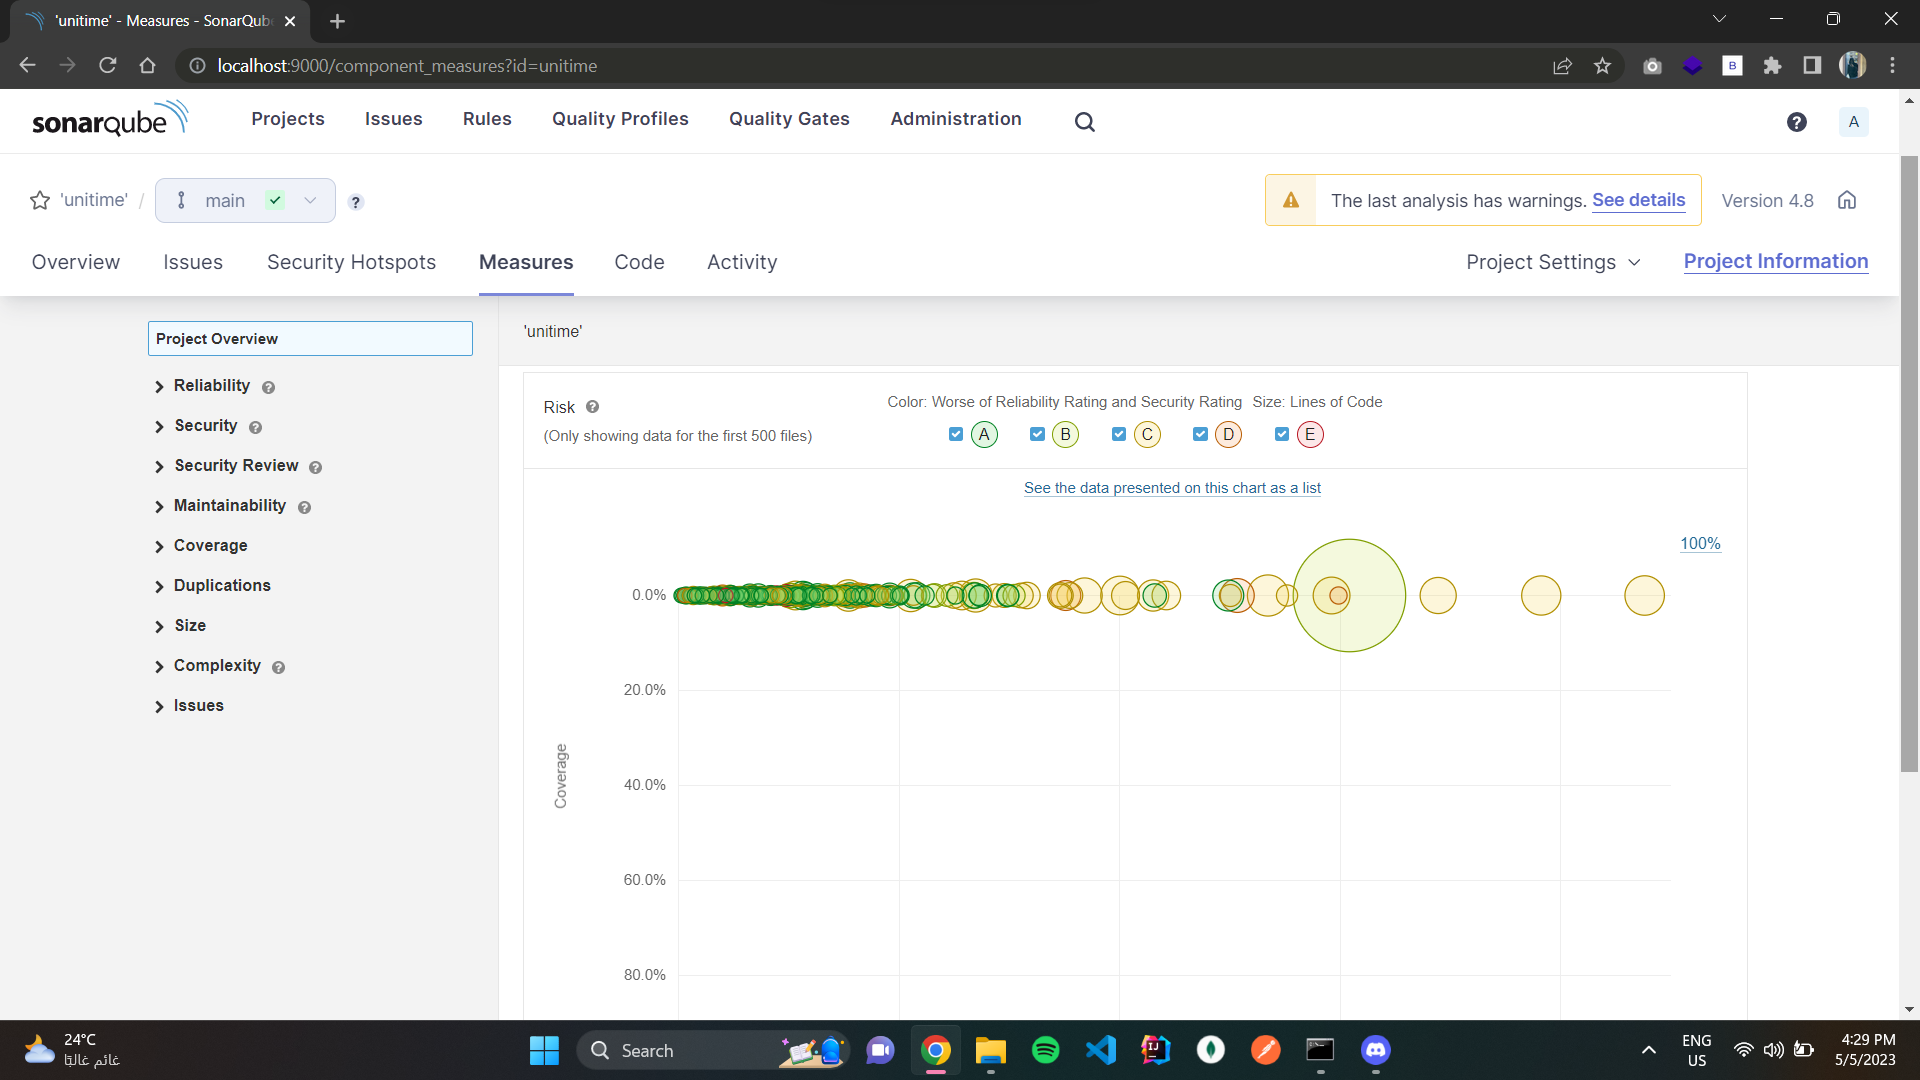 'unitime' - Measures - SonarQube
localhost:9000/component_measures?id=unitime
B
sonarqube
Projects
Issues
Rules
Quality Profiles
Quality Gates
Administration
?
A
'unitime' /
main
?
The last analysis has warnings. See details
Version 4.8
Overview
Issues
Security Hotspots
Measures
Code
Activity
Project Settings
Project Information
Project Overview
Reliability ?
Security ?
Security Review ?
Maintainability ?
Coverage
Duplications
Size
Complexity ?
Issues
'unitime'
Risk ?
(Only showing data for the first 500 files)
Color: Worse of Reliability Rating and Security Rating Size: Lines of Code
A B C D E
See the data presented on this chart as a list
100%
0.0%
20.0%
40.0%
60.0%
80.0%
Coverage
24°C
غائم غالبًا
Search
IJ
ENG
US
4:29 PM
5/5/2023